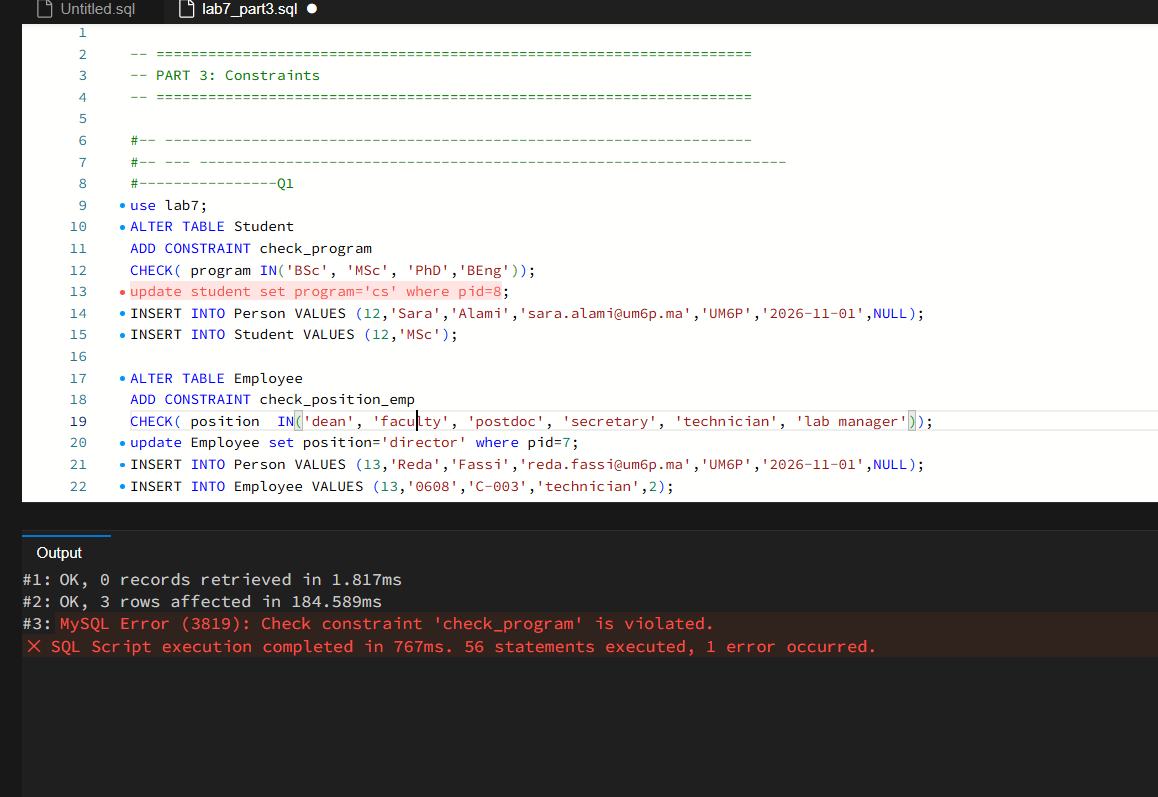 Untitled.sql lab7_part3.sql ●
1
2 -- =====================================================================
3 -- PART 3: Constraints
4 -- =====================================================================
5
6 #-- --------------------------------------------------------------------
7 #-- --- --------------------------------------------------------------------
8 #----------------Q1
9 use lab7;
10 ALTER TABLE Student
11 ADD CONSTRAINT check_program
12 CHECK( program IN('BSc', 'MSc', 'PhD','BEng'));
13 update student set program='cs' where pid=8;
14 INSERT INTO Person VALUES (12,'Sara','Alami','sara.alami@um6p.ma','UM6P','2026-11-01',NULL);
15 INSERT INTO Student VALUES (12,'MSc');
16
17 ALTER TABLE Employee
18 ADD CONSTRAINT check_position_emp
19 CHECK( position  IN('dean', 'faculty', 'postdoc', 'secretary', 'technician', 'lab manager'));
20 update Employee set position='director' where pid=7;
21 INSERT INTO Person VALUES (13,'Reda','Fassi','reda.fassi@um6p.ma','UM6P','2026-11-01',NULL);
22 INSERT INTO Employee VALUES (13,'0608','C-003','technician',2);
Output
#1: OK, 0 records retrieved in 1.817ms
#2: OK, 3 rows affected in 184.589ms
#3: MySQL Error (3819): Check constraint 'check_program' is violated.
✕ SQL Script execution completed in 767ms. 56 statements executed, 1 error occurred.